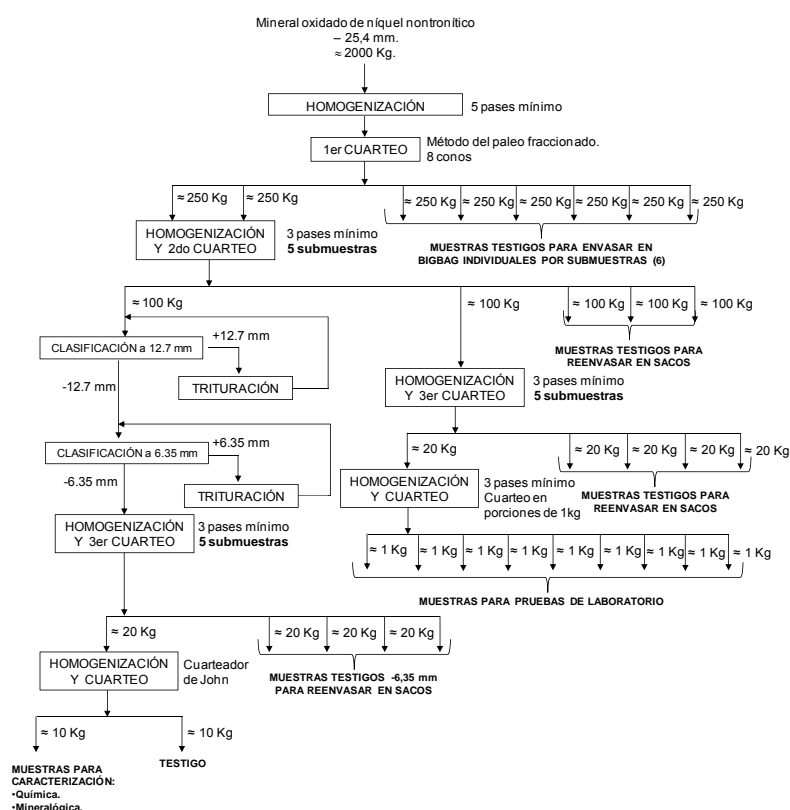 Mineral oxidado de níquel nontronítico
– 25,4 mm.
≈ 2000 Kg.
HOMOGENIZACIÓN
5 pases mínimo
1er CUARTEO
Método del paleo fraccionado.
8 conos
≈ 250 Kg
≈ 250 Kg
≈ 250 Kg
≈ 250 Kg
≈ 250 Kg
≈ 250 Kg
≈ 250 Kg
≈ 250 Kg
HOMOGENIZACIÓN
Y 2do CUARTEO
3 pases mínimo
5 submuestras
MUESTRAS TESTIGOS PARA ENVASAR EN
BIGBAG INDIVIDUALES POR SUBMUESTRAS (6)
≈ 100 Kg
≈ 100 Kg
≈ 100 Kg
≈ 100 Kg
≈ 100 Kg
MUESTRAS TESTIGOS PARA
REENVASAR EN SACOS
CLASIFICACIÓN a 12.7 mm
+12.7 mm
TRITURACIÓN
-12.7 mm
HOMOGENIZACIÓN
Y 3er CUARTEO
3 pases mínimo
5 submuestras
≈ 20 Kg
≈ 20 Kg
≈ 20 Kg
≈ 20 Kg
≈ 20 Kg
MUESTRAS TESTIGOS PARA
REENVASAR EN SACOS
CLASIFICACIÓN a 6.35 mm
+6.35 mm
TRITURACIÓN
-6.35 mm
HOMOGENIZACIÓN
Y CUARTEO
3 pases mínimo
Cuarteo en
porciones de 1kg
HOMOGENIZACIÓN
Y 3er CUARTEO
3 pases mínimo
5 submuestras
≈ 1 Kg
≈ 1 Kg
≈ 1 Kg
≈ 1 Kg
≈ 1 Kg
≈ 1 Kg
≈ 1 Kg
≈ 1 Kg
≈ 1 Kg
MUESTRAS PARA PRUEBAS DE LABORATORIO
≈ 20 Kg
≈ 20 Kg
≈ 20 Kg
≈ 20 Kg
HOMOGENIZACIÓN
Y CUARTEO
Cuarteador
de John
MUESTRAS TESTIGOS -6,35 mm
PARA REENVASAR EN SACOS
≈ 10 Kg
≈ 10 Kg
MUESTRAS PARA
CARACTERIZACIÓN:
•Química.
•Mineralógica.
TESTIGO